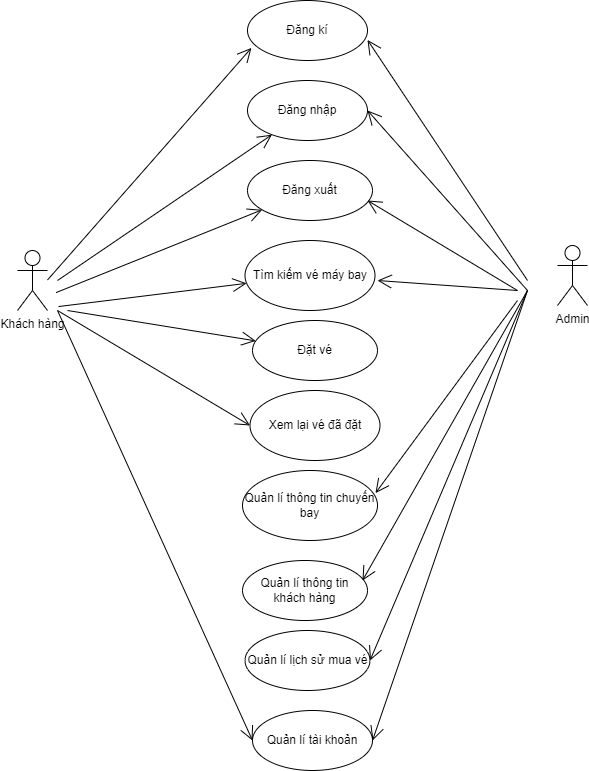 Đăng kí
Đăng nhập
Đăng xuất
Tìm kiếm vé máy bay
Khách hàng
Admin
Đặt vé
Xem lại vé đã đặt
Quản lí thông tin chuyến
bay
Quản lí thông tin
khách hàng
Quản lí lịch sử mua vé
Quản lí tài khoản